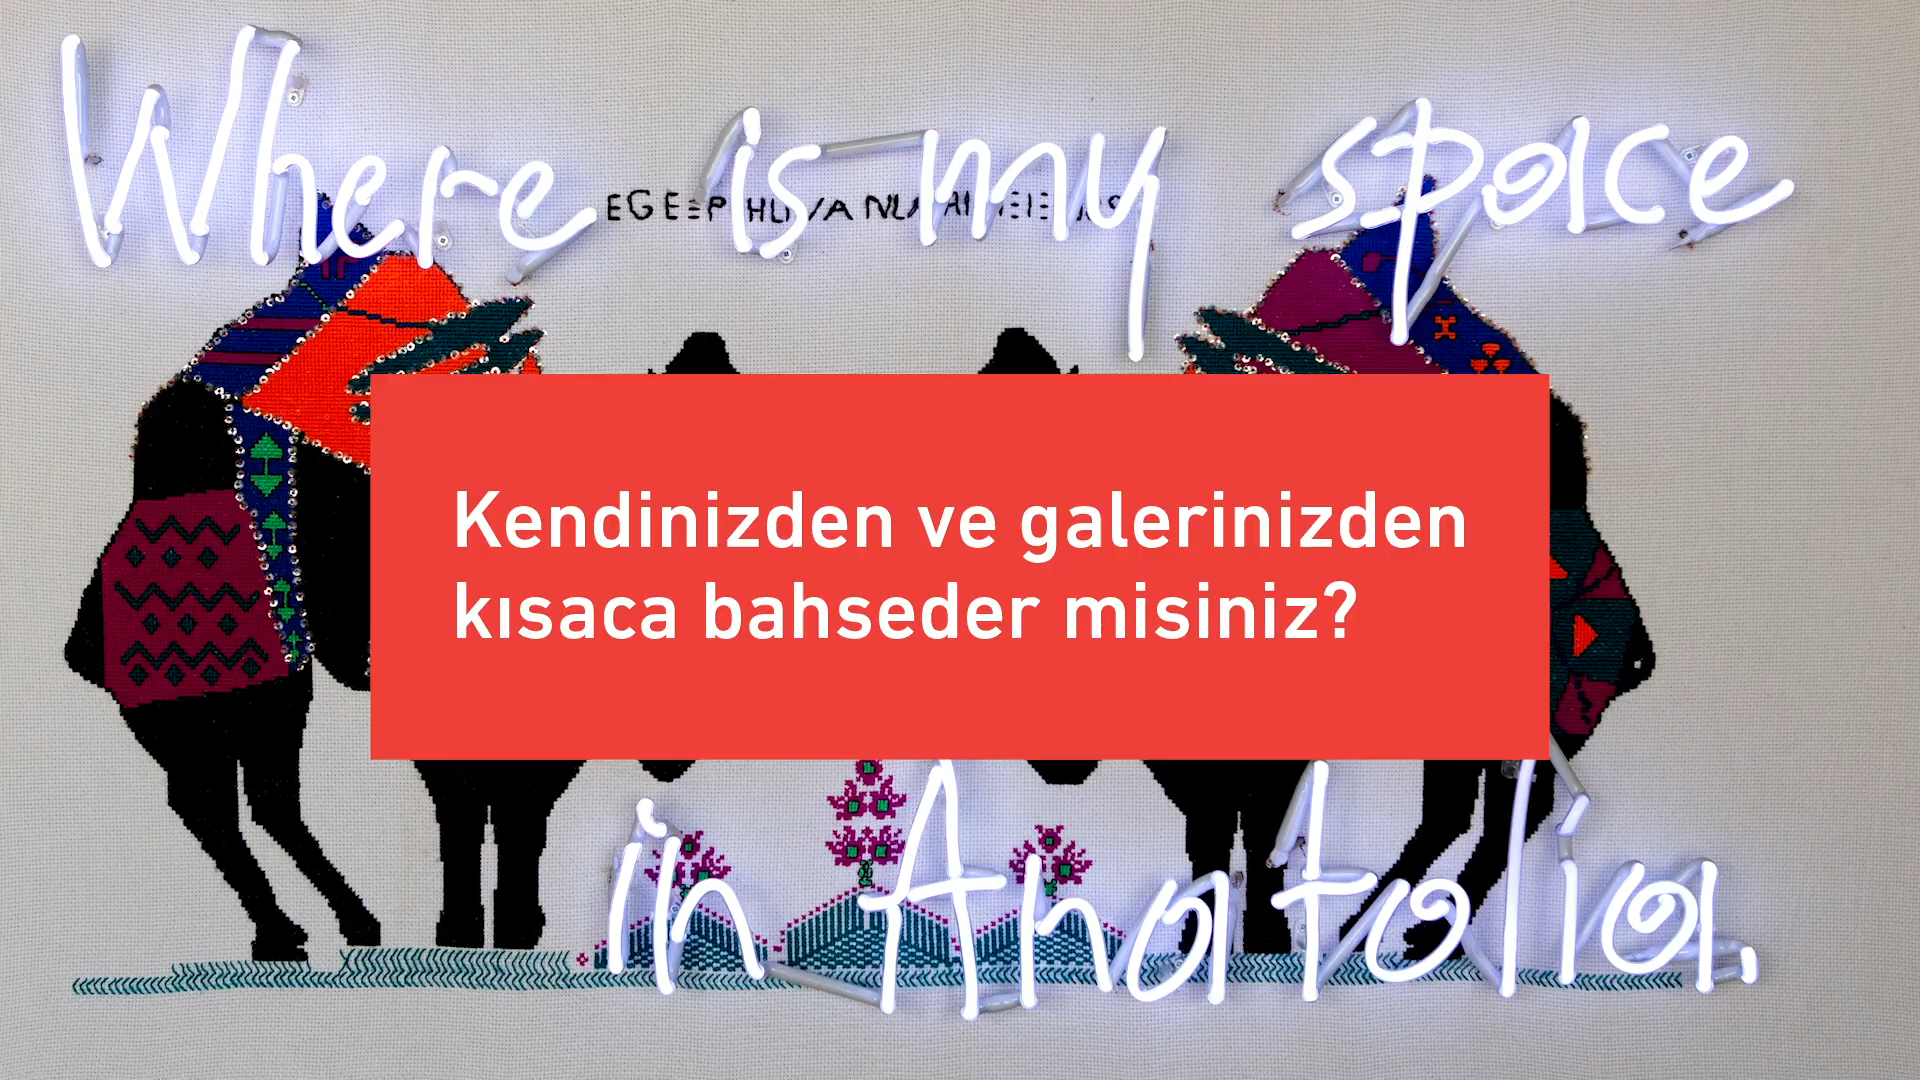 Where is my space
Kendinizden ve galerinizden
kısaca bahseder misiniz?
in Anatolia.